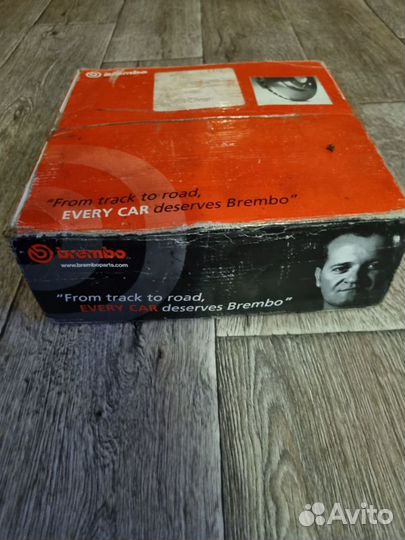 brembo
"From track to road,
EVERY CAR deserves Brembo"
brembo
www.bremboparts.com
"From track to road,
EVERY CAR deserves Brembo"
Avito